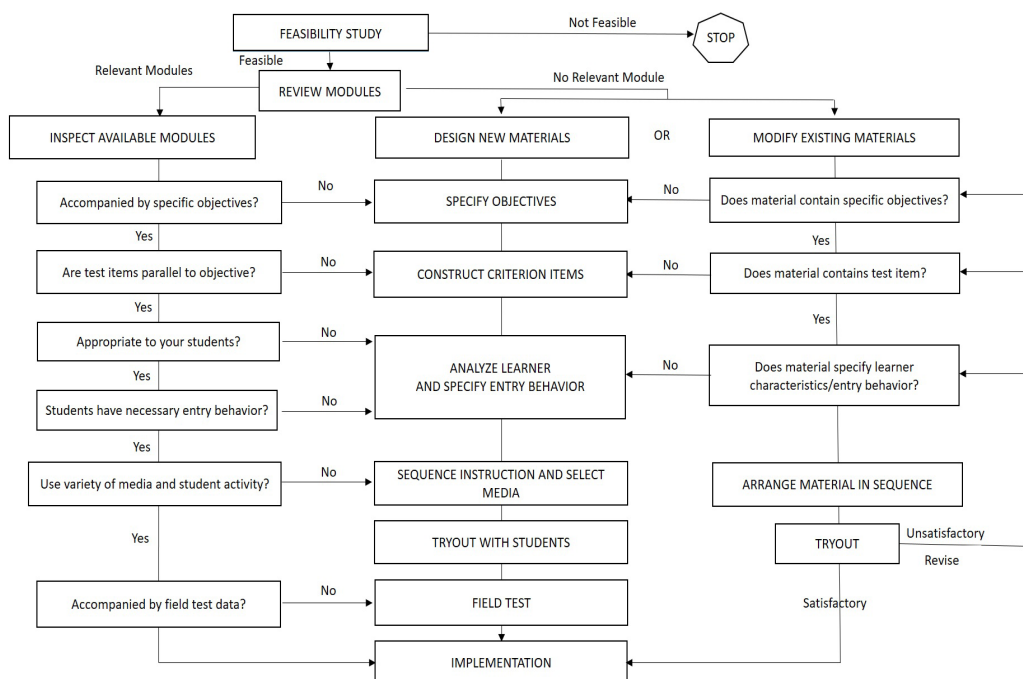 FEASIBILITY STUDY
Not Feasible
STOP
Feasible
Relevant Modules
REVIEW MODULES
No Relevant Module
INSPECT AVAILABLE MODULES
DESIGN NEW MATERIALS
OR
MODIFY EXISTING MATERIALS
Accompanied by specific objectives?
No
SPECIFY OBJECTIVES
No
Does material contain specific objectives?
Yes
Yes
Are test items parallel to objective?
No
CONSTRUCT CRITERION ITEMS
No
Does material contains test item?
Yes
Yes
Appropriate to your students?
No
ANALYZE LEARNER
AND SPECIFY ENTRY BEHAVIOR
No
Does material specify learner
characteristics/entry behavior?
Yes
Students have necessary entry behavior?
No
Yes
Use variety of media and student activity?
No
SEQUENCE INSTRUCTION AND SELECT
MEDIA
ARRANGE MATERIAL IN SEQUENCE
Yes
TRYOUT WITH STUDENTS
TRYOUT
Unsatisfactory
Revise
Accompanied by field test data?
No
FIELD TEST
Satisfactory
IMPLEMENTATION